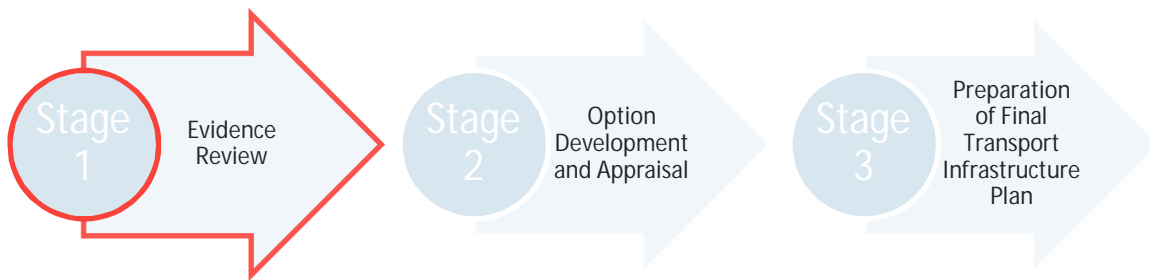 Stage
1
Evidence
Review
Stage
2
Option
Development
and Appraisal
Stage
3
Preparation
of Final
Transport
Infrastructure
Plan